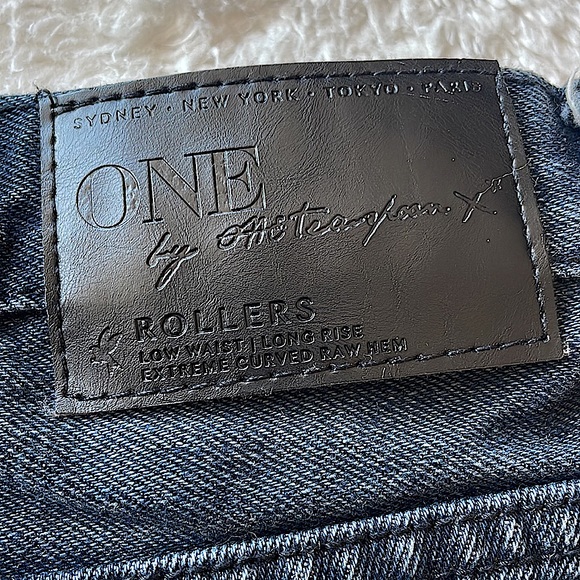 SYDNEY · NEW YORK · TOKYO · PARIS
ONE
by
ROLLERS
LOW WAIST | LONG RISE
EXTREME CURVED RAW HEM